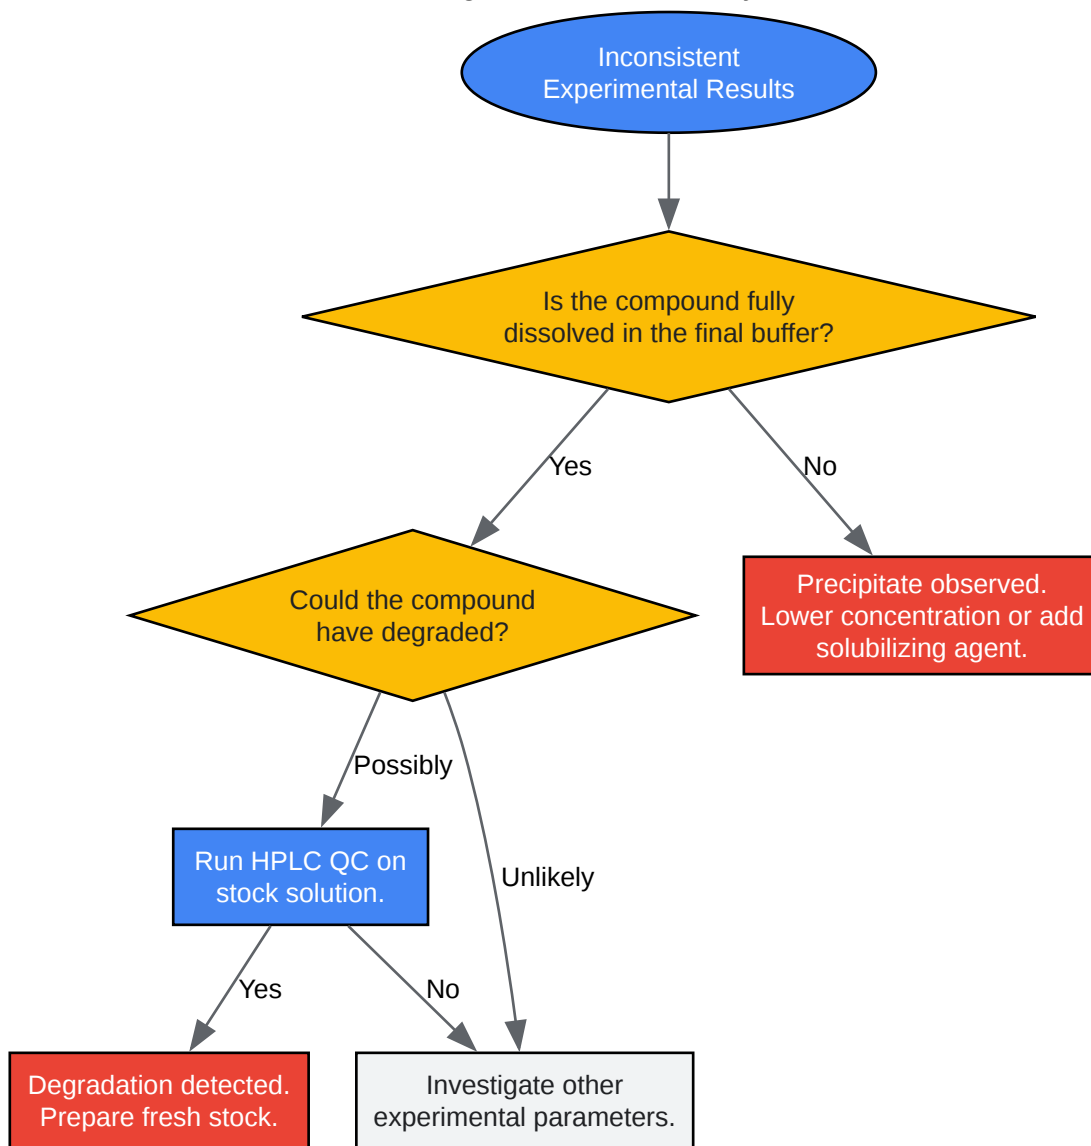 Inconsistent
Experimental Results
Is the compound fully
dissolved in the final buffer?
Yes
No
Could the compound
have degraded?
Precipitate observed.
Lower concentration or add
solubilizing agent.
Possibly
Unlikely
Run HPLC QC on
stock solution.
Yes
No
Degradation detected.
Prepare fresh stock.
Investigate other
experimental parameters.